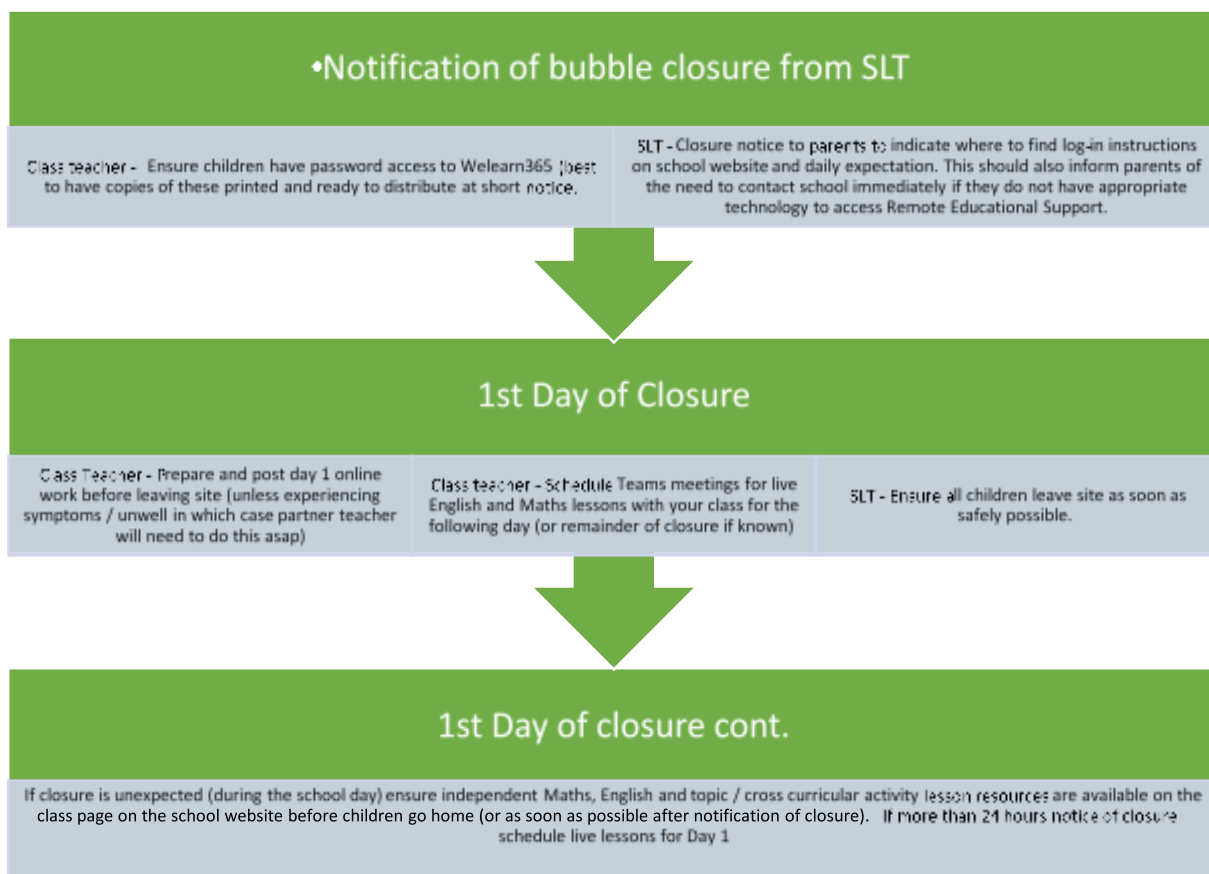 •Notification of bubble closure from SLT
Class teacher - Ensure children have password access to Welearn365 (best
to have copies of these printed and ready to distribute at short notice.
SLT - Closure notice to parents to indicate where to find log-in instructions
on school website and daily expectation. This should also inform parents of
the need to contact school immediately if they do not have appropriate
technology to access Remote Educational Support.
1st Day of Closure
Class Teacher - Prepare and post day 1 online
work before leaving site (unless experiencing
symptoms / unwell in which case partner teacher
will need to do this asap)
Class teacher - Schedule Teams meetings for live
English and Maths lessons with your class for the
following day (or remainder of closure if known)
SLT - Ensure all children leave site as soon as
safely possible.
1st Day of closure cont.
If closure is unexpected (during the school day) ensure independent Maths, English and topic / cross curricular activity lesson resources are available on the
class page on the school website before children go home (or as soon as possible after notification of closure). If more than 24 hours notice of closure
schedule live lessons for Day 1